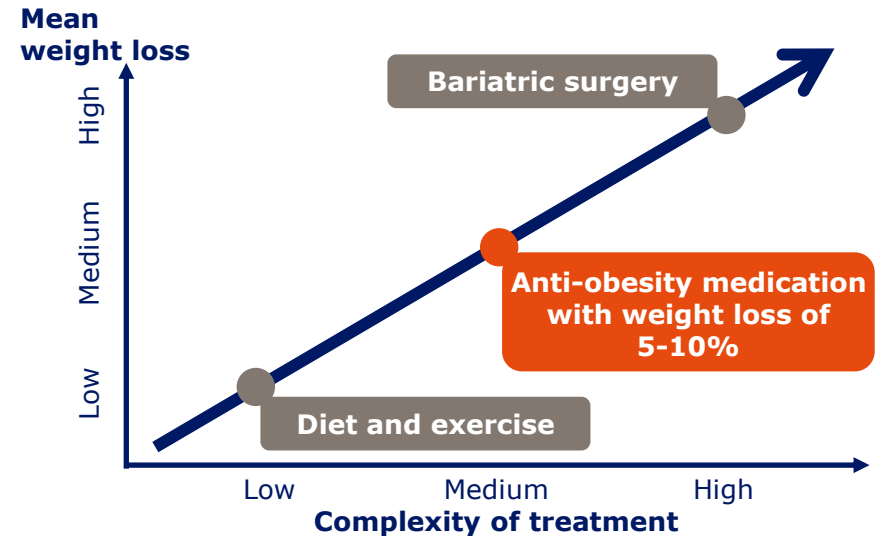 Mean
weight loss
High
Medium
Low
Bariatric surgery
Anti-obesity medication
with weight loss of
5-10%
Diet and exercise
Low
Medium
High
Complexity of treatment